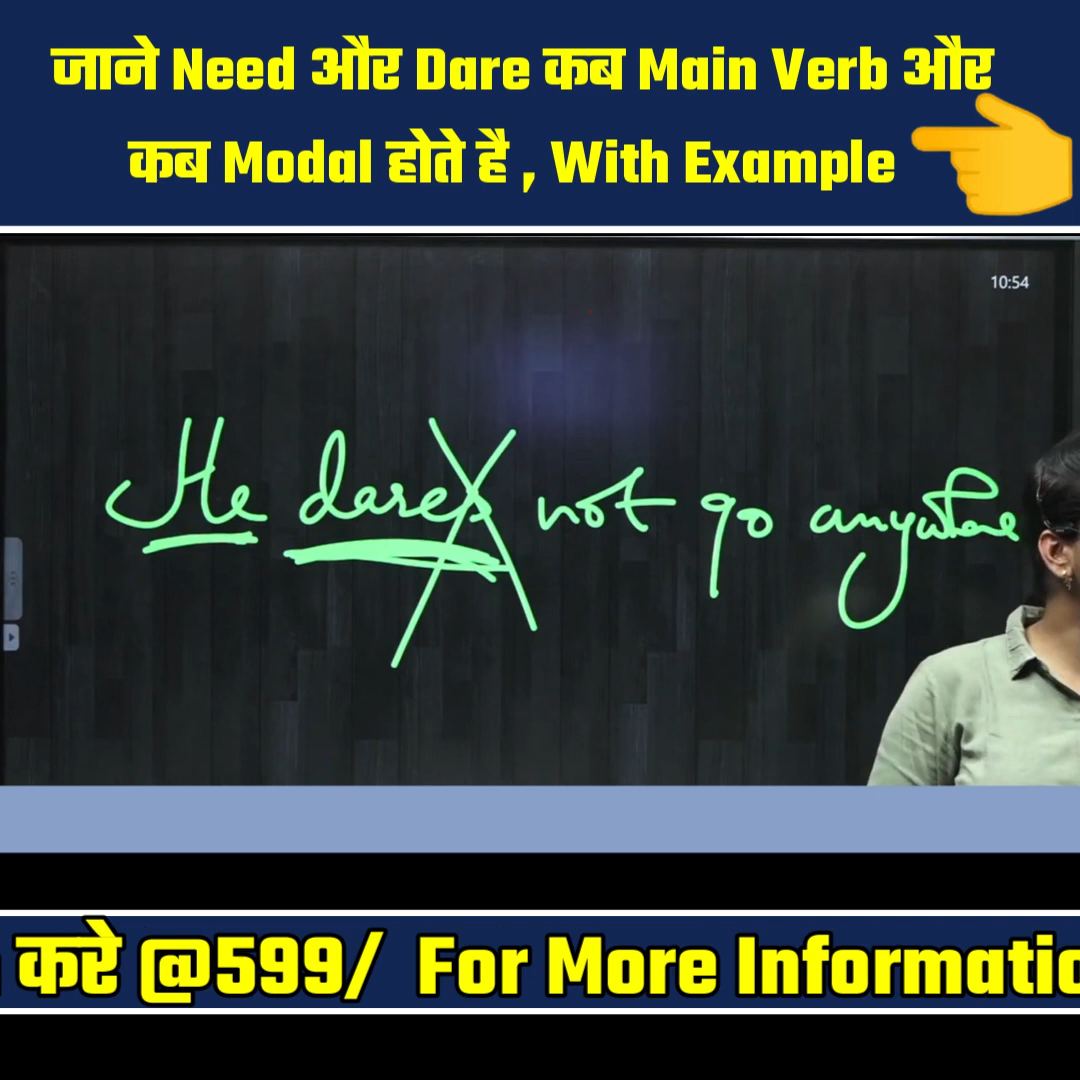 जाने Need और Dare कब Main Verb और
कब Modal होते है , With Example
10:54
He dares not go anywhere
करे @599/ For More Informatio